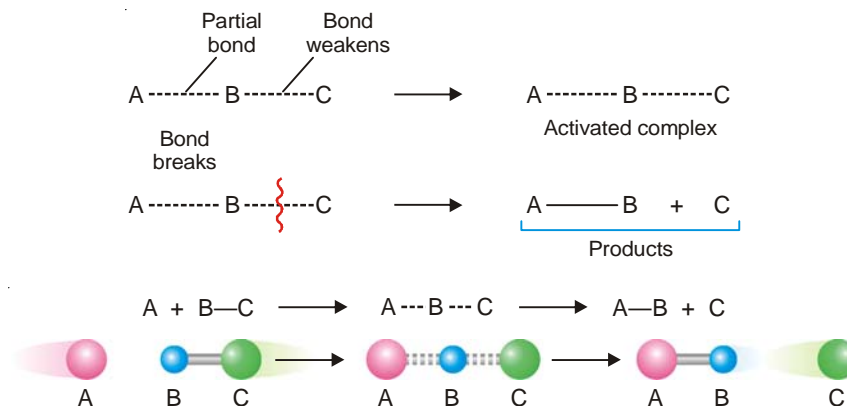 Partial bond
Bond weakens
A B C
A B C
Activated complex
Bond breaks
A B C
A B + C
Products
A + B—C
A---B---C
A—B + C
A B C
A B C
A B C